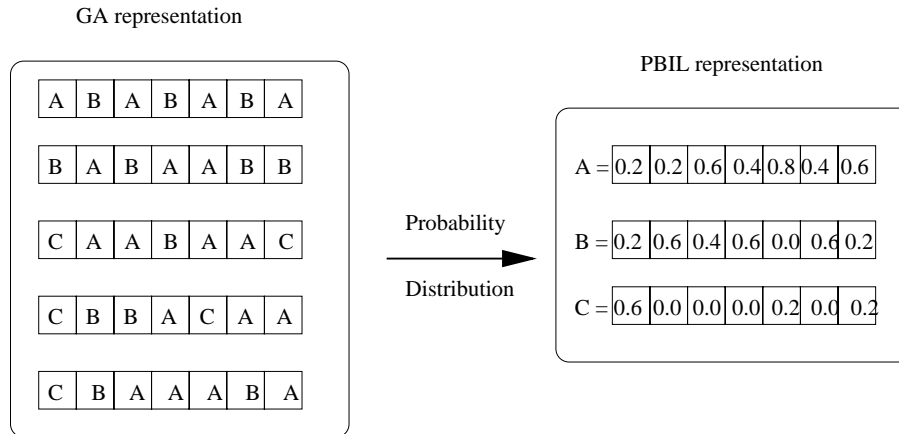 GA representation
A B A B A B A
B A B A A B B
C A A B A A C
C B B A C A A
C B A A A B A
Probability
Distribution
PBIL representation
A = 0.2 0.2 0.6 0.4 0.8 0.4 0.6
B = 0.2 0.6 0.4 0.6 0.0 0.6 0.2
C = 0.6 0.0 0.0 0.0 0.2 0.0 0.2